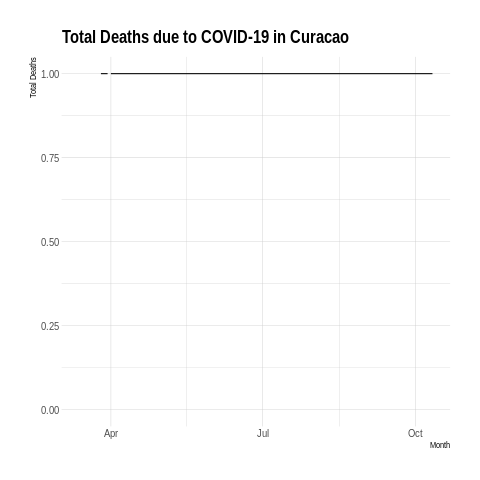 Total Deaths due to COVID-19 in Curacao
Total Deaths
1.00
0.75
0.50
0.25
0.00
Apr Jul Oct
Month